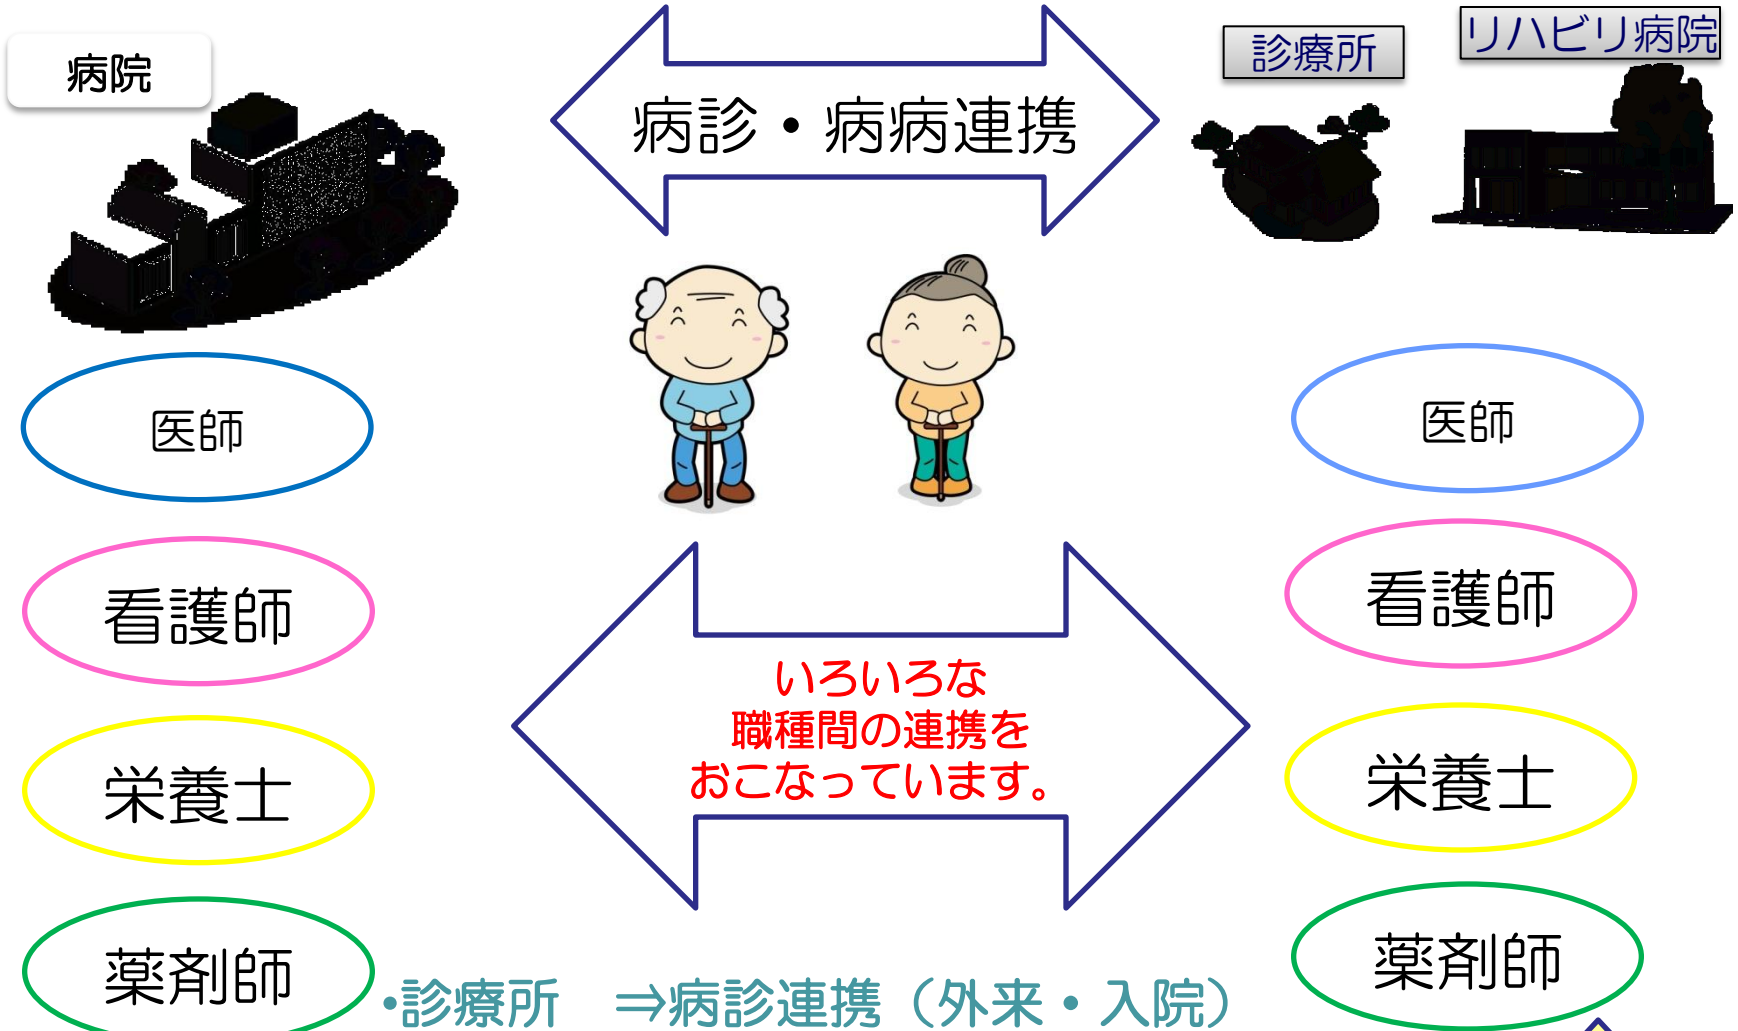 病院
病診・病病連携
診療所
リハビリ病院
医師
看護師
栄養士
薬剤師
いろいろな
職種間の連携を
おこなっています。
医師
看護師
栄養士
薬剤師
•診療所　⇒病診連携（外来・入院）